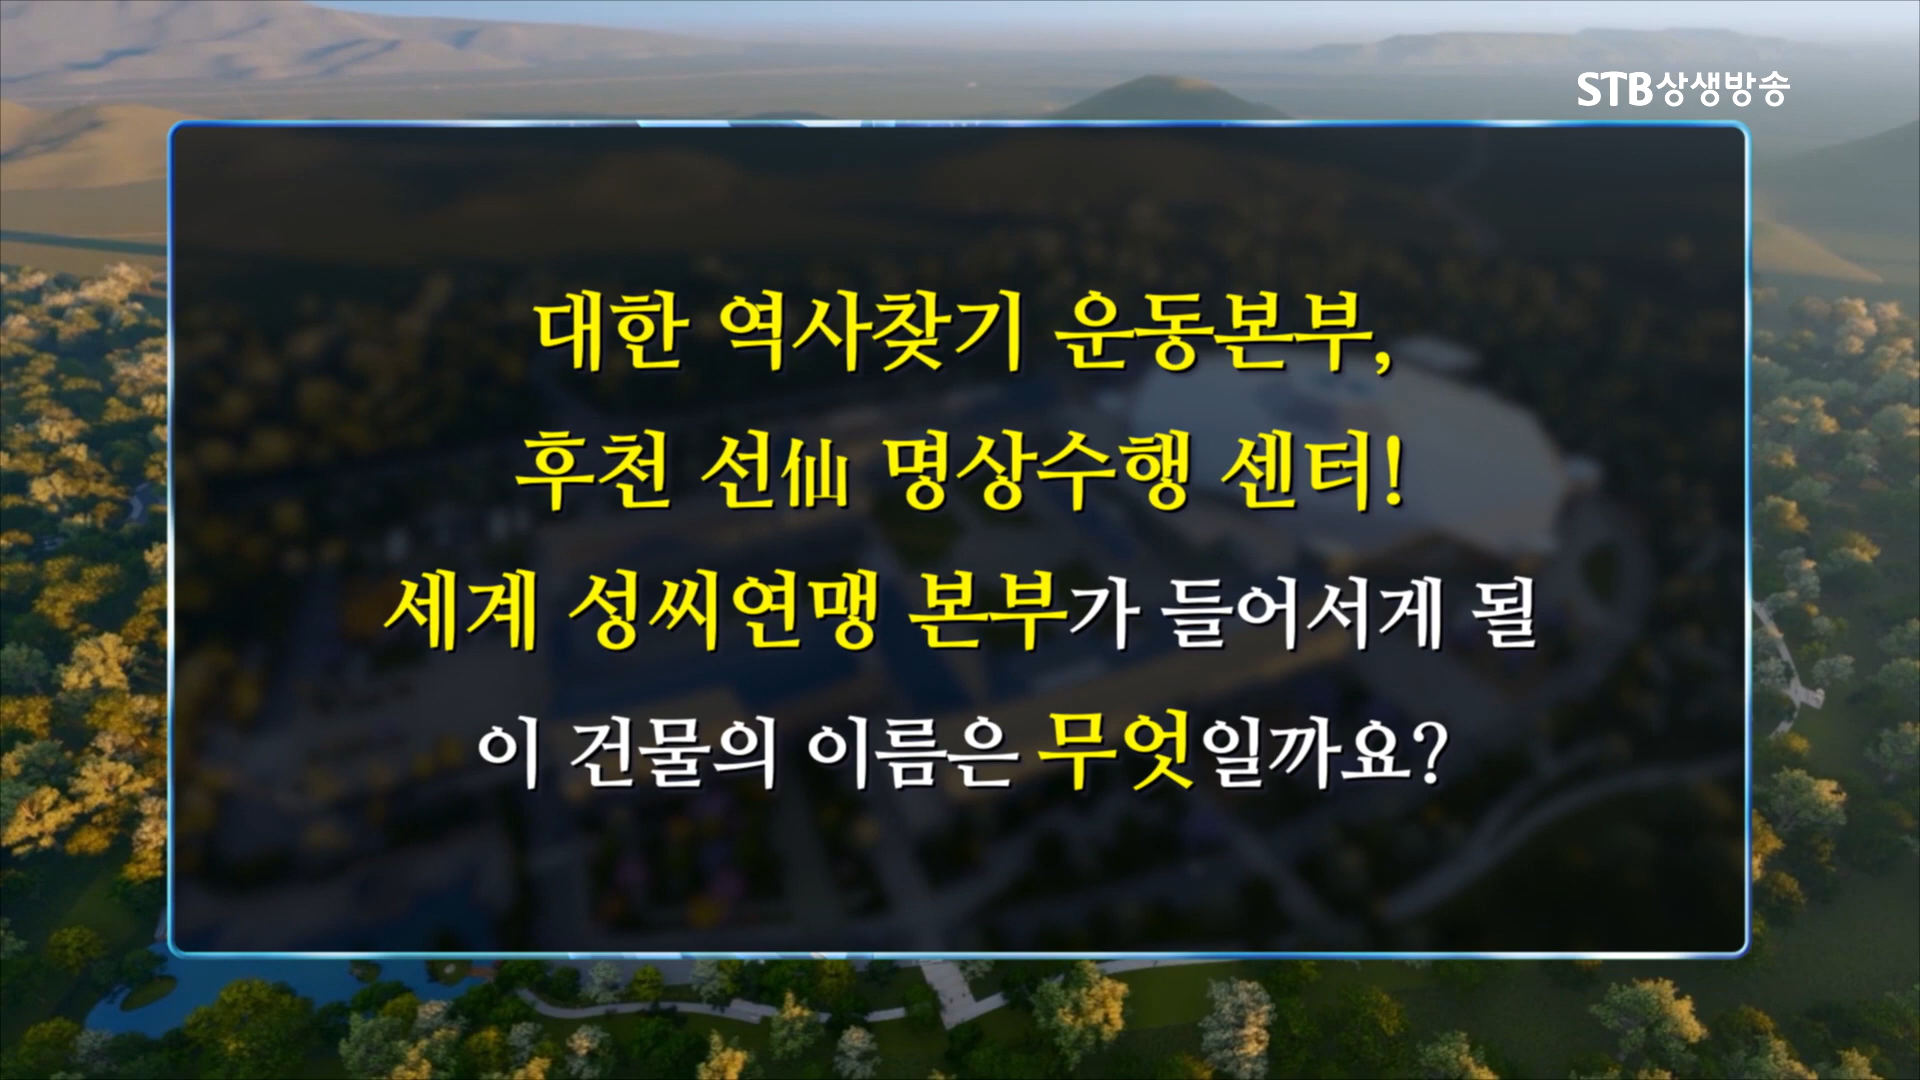 STB상생방송
대한 역사찾기 운동본부,
후천 선仙 명상수행 센터!
세계 성씨연맹 본부가 들어서게 될
이 건물의 이름은 무엇일까요?